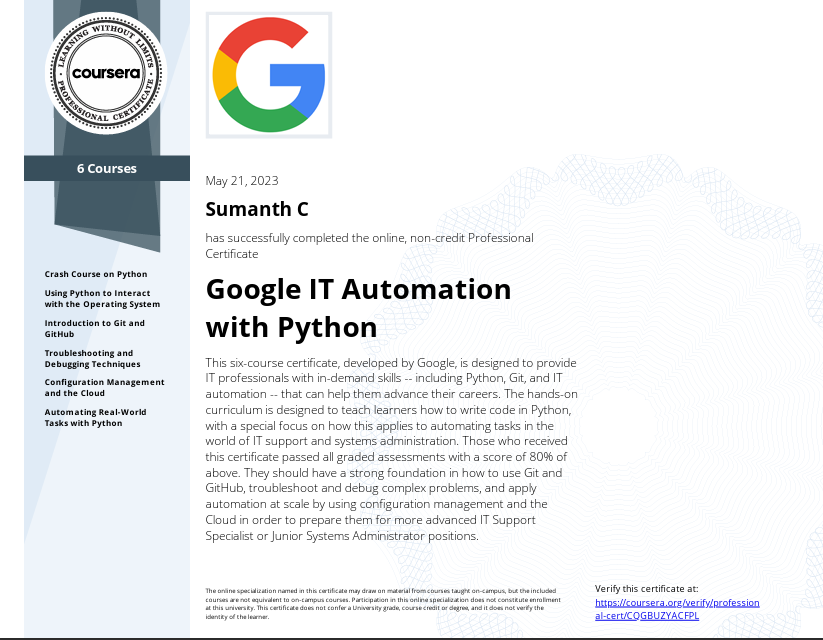 LEARNING WITHOUT LIMITS
coursera
PROFESSIONAL CERTIFICATE
6 Courses
Crash Course on Python
Using Python to Interact
with the Operating System
Introduction to Git and
GitHub
Troubleshooting and
Debugging Techniques
Configuration Management
and the Cloud
Automating Real-World
Tasks with Python
May 21, 2023
Sumanth C
has successfully completed the online, non-credit Professional
Certificate
Google IT Automation
with Python
This six-course certificate, developed by Google, is designed to provide
IT professionals with in-demand skills -- including Python, Git, and IT
automation -- that can help them advance their careers. The hands-on
curriculum is designed to teach learners how to write code in Python,
with a special focus on how this applies to automating tasks in the
world of IT support and systems administration. Those who received
this certificate passed all graded assessments with a score of 80% of
above. They should have a strong foundation in how to use Git and
GitHub, troubleshoot and debug complex problems, and apply
automation at scale by using configuration management and the
Cloud in order to prepare them for more advanced IT Support
Specialist or Junior Systems Administrator positions.
The online specialization named in this certificate may draw on material from courses taught on-campus, but the included
courses are not equivalent to on-campus courses. Participation in this online specialization does not constitute enrollment
at this university. This certificate does not confer a University grade, course credit or degree, and it does not verify the
identity of the learner.
Verify this certificate at:
https://coursera.org/verify/profession
al-cert/CQGBUZYACFPL